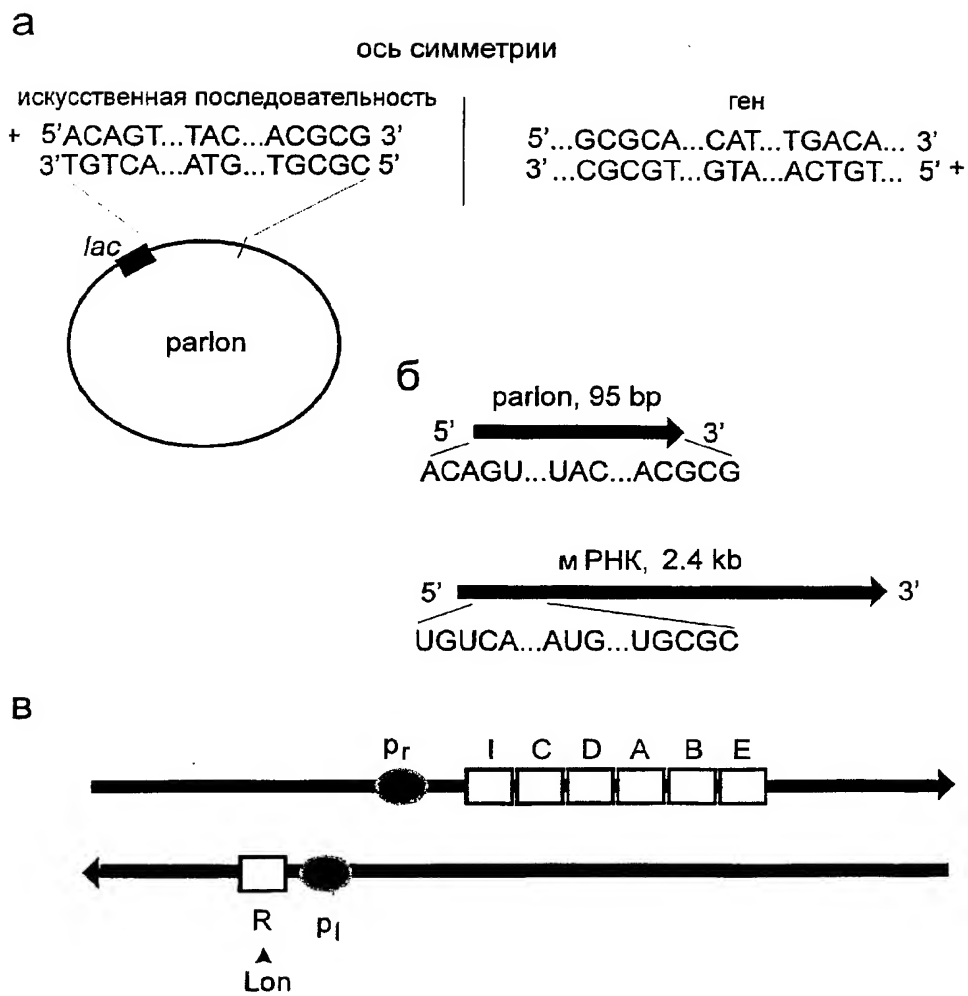 а
ось симметрии
искусственная последовательность
ген
+ 5'ACAGT...TAC...ACGCG 3'
3'TGTCA...ATG...TGCGC 5'
5' ...GCGCA...CAT...TGACA... 3'
3' ...CGCGT...GTA...ACTGT... 5' +
lac
parlon
б
parlon, 95 bp
5' 3'
ACAGU...UAC...ACGCG
м РНК, 2.4 kb
5' 3'
UGUCA...AUG...UGCGC
в
pr I C D A B E
R pl
Lon